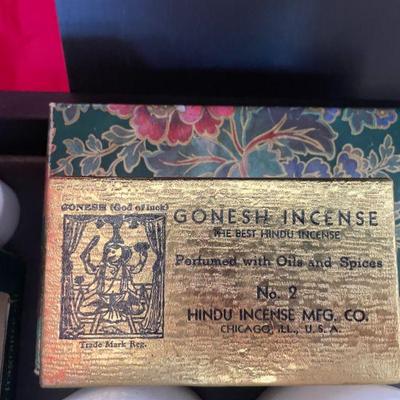 GONESH (God of luck)
Trade Mark Reg.
GONESH INCENSE
THE BEST HINDU INCENSE
Perfumed with Oils and Spices
No. 2
HINDU INCENSE MFG. CO.
CHICAGO, ILL., U. S. A.